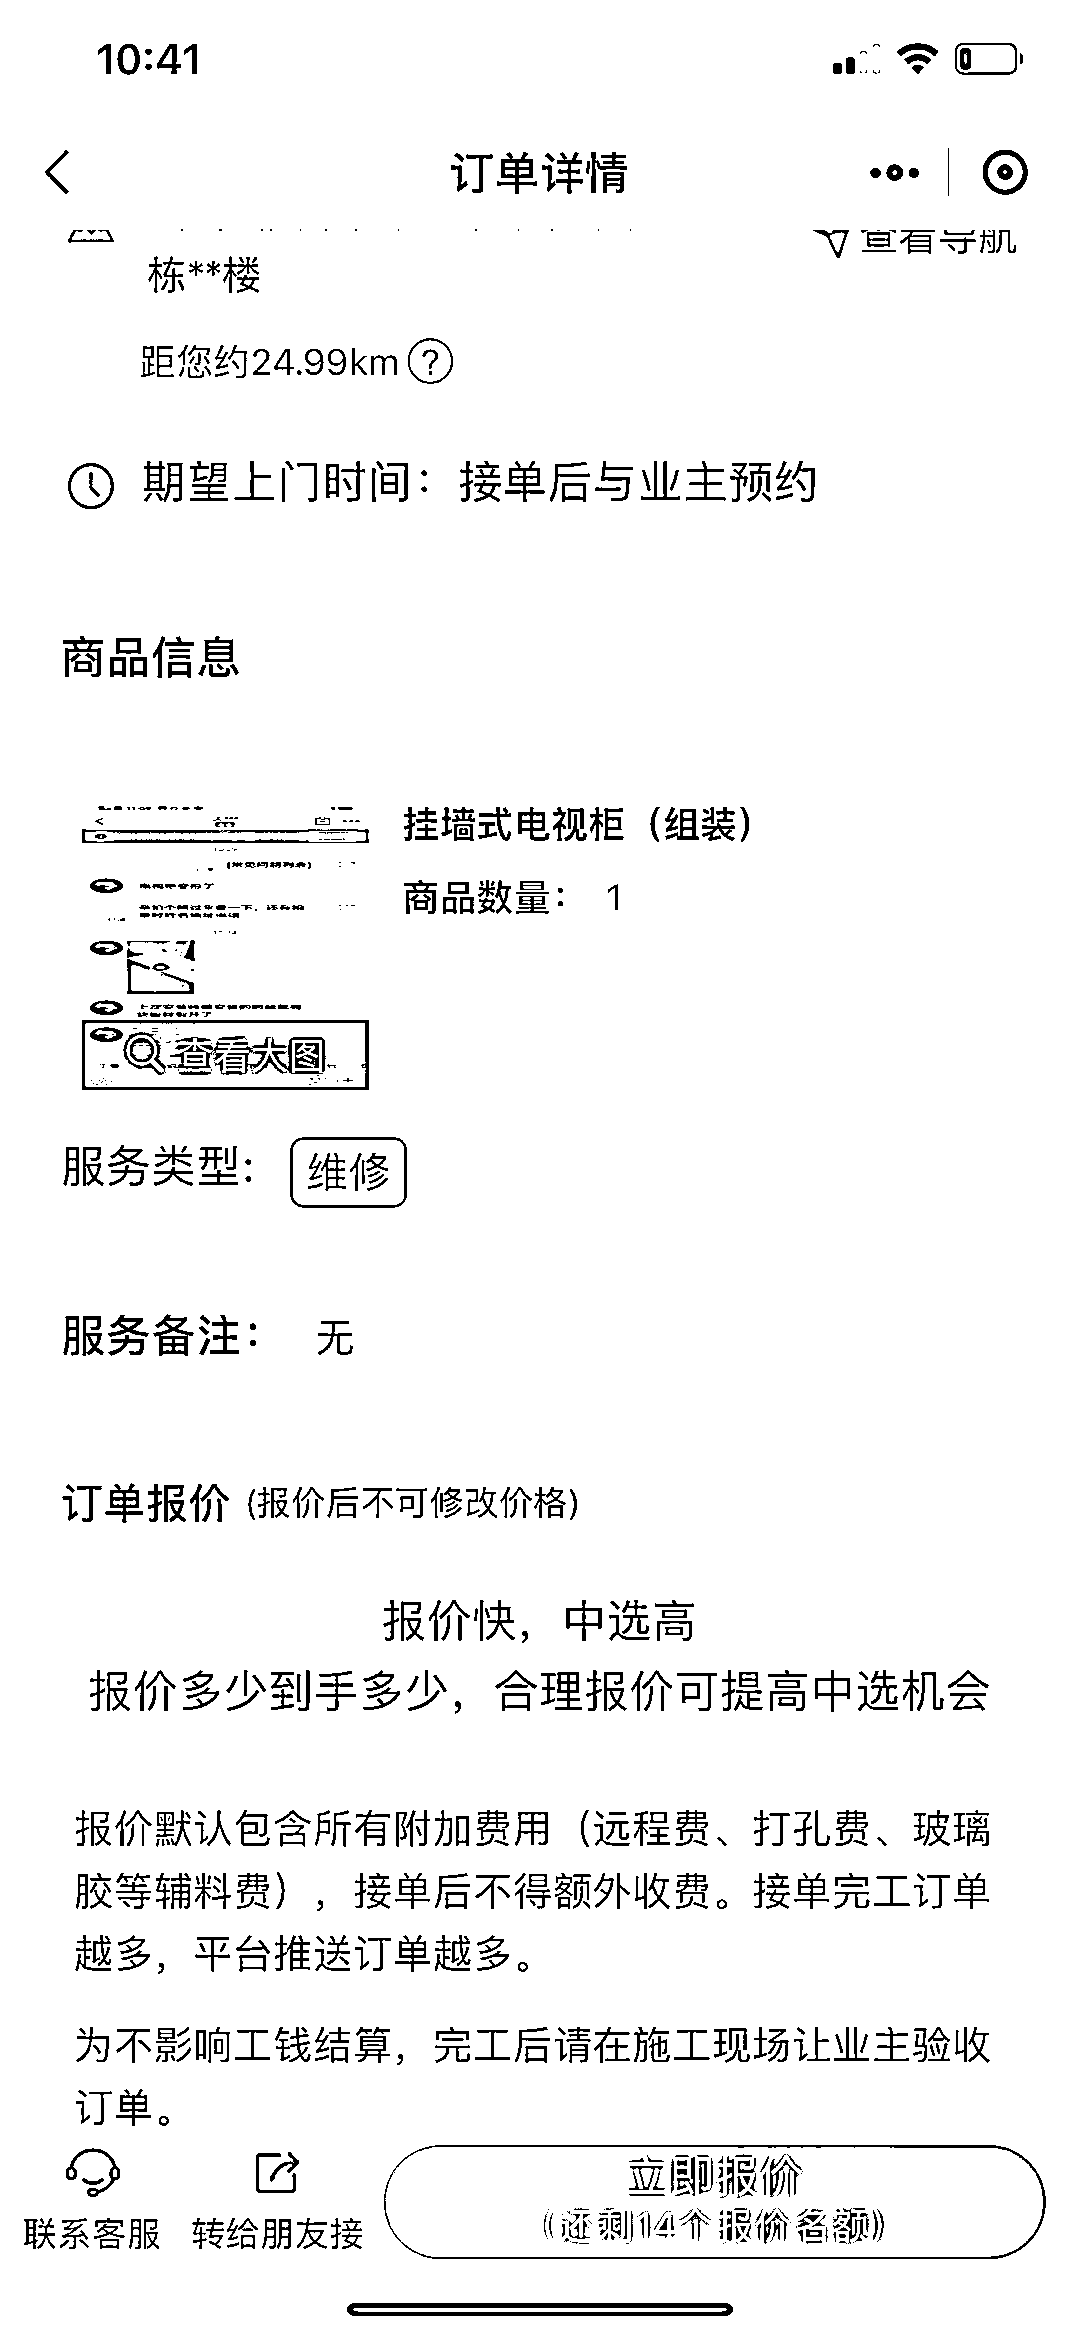 10:41
订单详情
查看导航
栋**楼
距您约24.99km
期望上门时间：接单后与业主预约
商品信息
挂墙式电视柜（组装）
商品数量： 1
查看大图
服务类型: 维修
服务备注： 无
订单报价 (报价后不可修改价格)
报价快，中选高
报价多少到手多少，合理报价可提高中选机会
报价默认包含所有附加费用（远程费、打孔费、玻璃
胶等辅料费），接单后不得额外收费。接单完工订单
越多，平台推送订单越多。
为不影响工钱结算，完工后请在施工现场让业主验收
订单。
立即报价
(还剩14个报价名额)
联系客服 转给朋友接